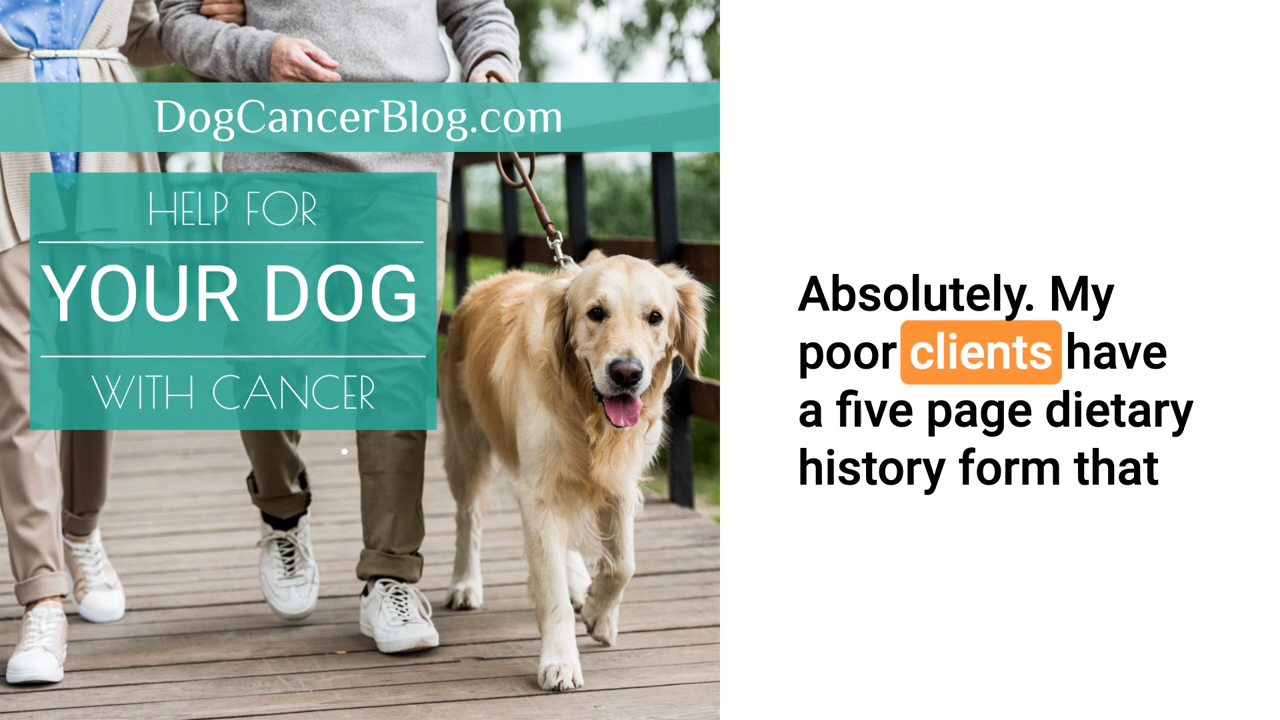 DogCancerBlog.com
HELP FOR
YOUR DOG
WITH CANCER
Absolutely. My
poor clients have
a five page dietary
history form that